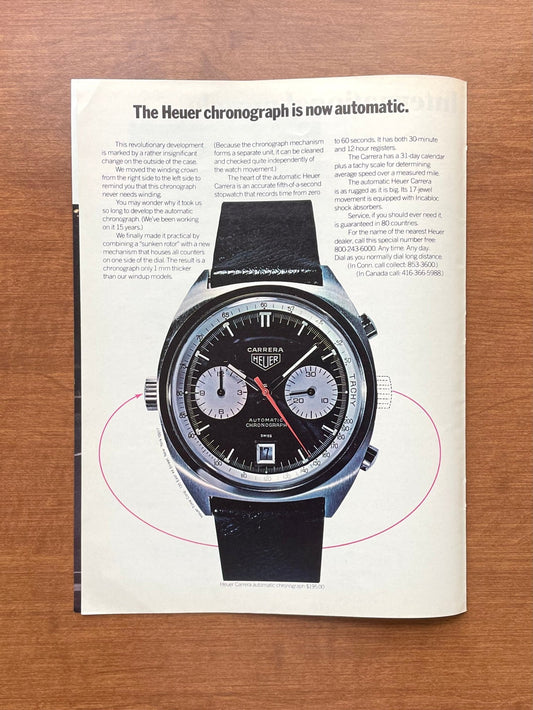 The Heuer chronograph is now automatic.
This revolutionary development
is marked by a rather insignificant
change on the outside of the case.
We moved the winding crown
from the right side to the left side to
remind you that this chronograph
never needs winding.
You may wonder why it took us
so long to develop the automatic
chronograph. (We've been working
on it 15 years.)
We finally made it practical by
combining a "sunken rotor" with a new
mechanism that houses all counters
on one side of the dial. The result is a
chronograph only 1 mm thicker
than our windup models.
(Because the chronograph mechanism
forms a separate unit, it can be cleaned
and checked quite independently of
the watch movement.)
The heart of the automatic Heuer
Carrera is an accurate fifth-of-a-second
stopwatch that records time from zero
to 60 seconds. It has both 30-minute
and 12-hour registers.
The Carrera has a 31-day calendar
plus a tachy scale for determining
average speed over a measured mile.
The automatic Heuer Carrera
is as rugged as it is big. Its 17 jewel
movement is equipped with Incabloc
shock absorbers.
Service, if you should ever need it,
is guaranteed in 80 countries.
For the name of the nearest Heuer
dealer, call this special number free:
800-243-6000. Any time. Any day.
Dial as you normally dial long distance.
(In Conn. call collect: 853-3600.)
(In Canada call: 416-366-5988.)
CARRERA
HEUER
30
20
10
9
3
6
TACHY
AUTOMATIC
CHRONOGRAPH
SWISS
17
Heuer Carrera Automatic chronograph $195.00